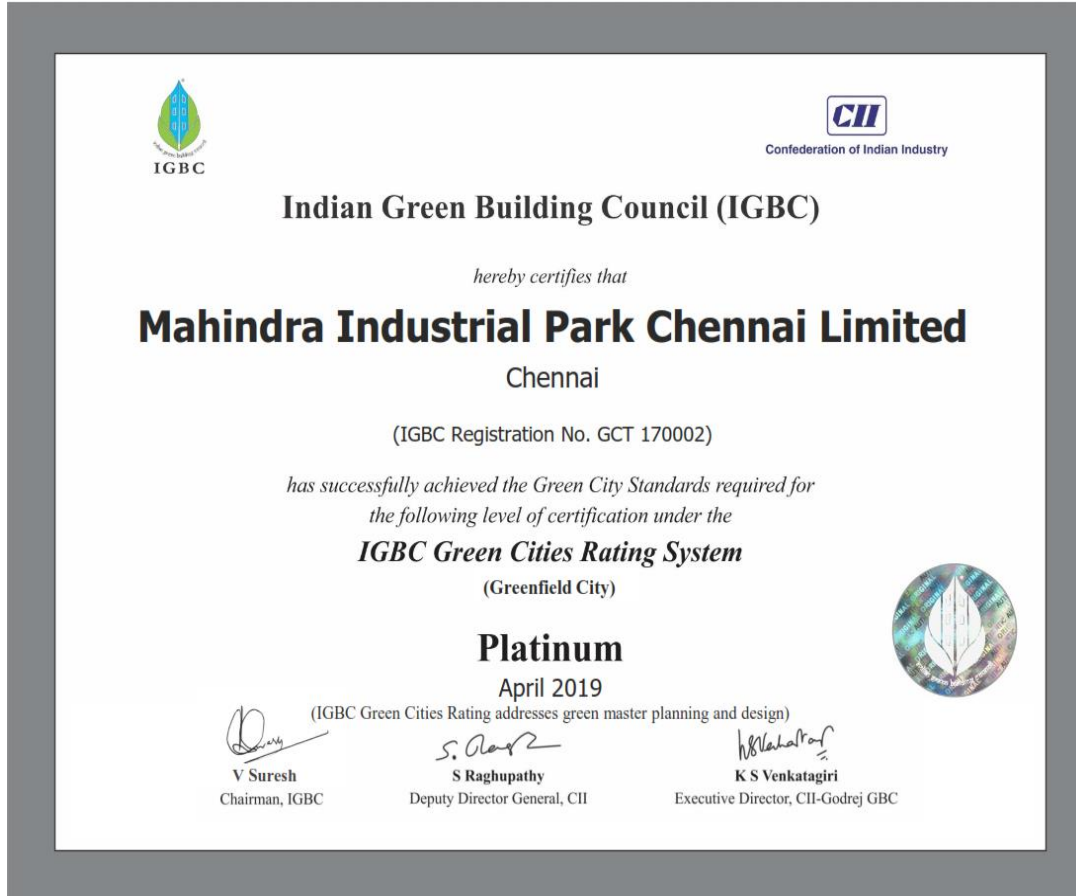 IGBC
CII
Confederation of Indian Industry
Indian Green Building Council (IGBC)
hereby certifies that
Mahindra Industrial Park Chennai Limited
Chennai
(IGBC Registration No. GCT 170002)
has successfully achieved the Green City Standards required for
the following level of certification under the
IGBC Green Cities Rating System
(Greenfield City)
Platinum
April 2019
(IGBC Green Cities Rating addresses green master planning and design)
V Suresh
Chairman, IGBC
S Raghupathy
Deputy Director General, CII
K S Venkatagiri
Executive Director, CII-Godrej GBC